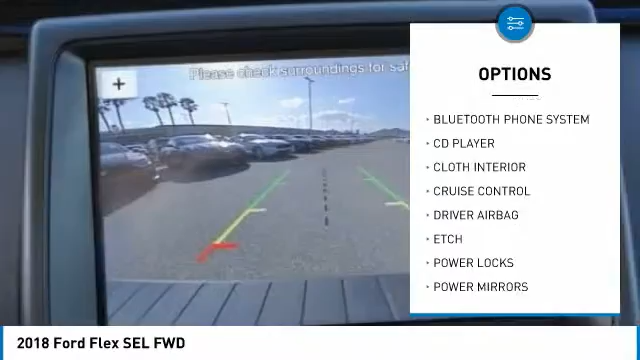 +
Please check surroundings for saf
OPTIONS
BLUETOOTH PHONE SYSTEM
CD PLAYER
CLOTH INTERIOR
CRUISE CONTROL
DRIVER AIRBAG
ETCH
POWER LOCKS
POWER MIRRORS
2018 Ford Flex SEL FWD